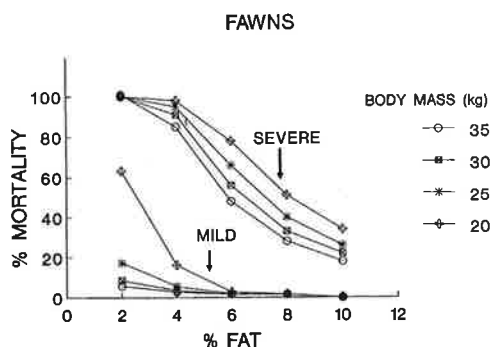 FAWNS
% MORTALITY
100
80
60
40
20
0
0 2 4 6 8 10 12
% FAT
SEVERE
MILD
BODY MASS (kg)
35
30
25
20